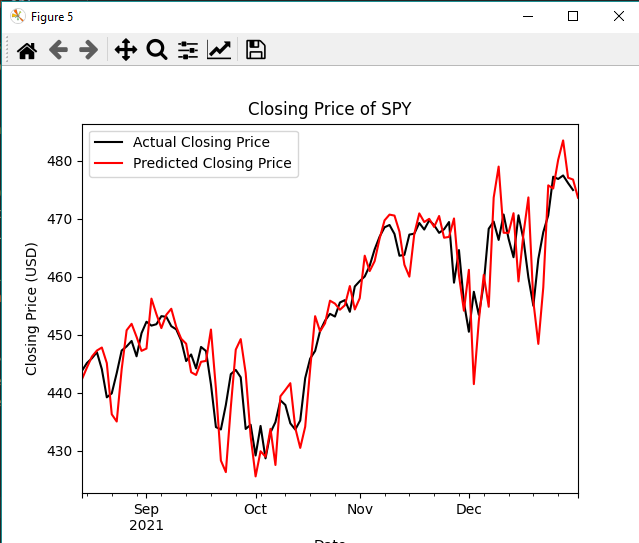 Figure 5
Closing Price of SPY
Actual Closing Price
Predicted Closing Price
Closing Price (USD)
480
470
460
450
440
430
Sep
2021
Oct
Nov
Dec
Date